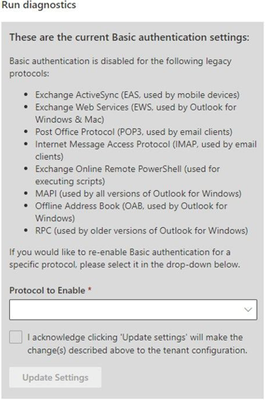 Run diagnostics
These are the current Basic authentication settings:
Basic authentication is disabled for the following legacy
protocols:
• Exchange ActiveSync (EAS, used by mobile devices)
• Exchange Web Services (EWS, used by Outlook for
Windows & Mac)
• Post Office Protocol (POP3, used by email clients)
• Internet Message Access Protocol (IMAP, used by email
clients)
• Exchange Online Remote PowerShell (used for
executing scripts)
• MAPI (used by all versions of Outlook for Windows)
• Offline Address Book (OAB, used by Outlook for
Windows)
• RPC (used by older versions of Outlook for Windows)
If you would like to re-enable Basic authentication for a
specific protocol, please select it in the drop-down below.
Protocol to Enable *
I acknowledge clicking 'Update settings' will make the
change(s) described above to the tenant configuration.
Update Settings